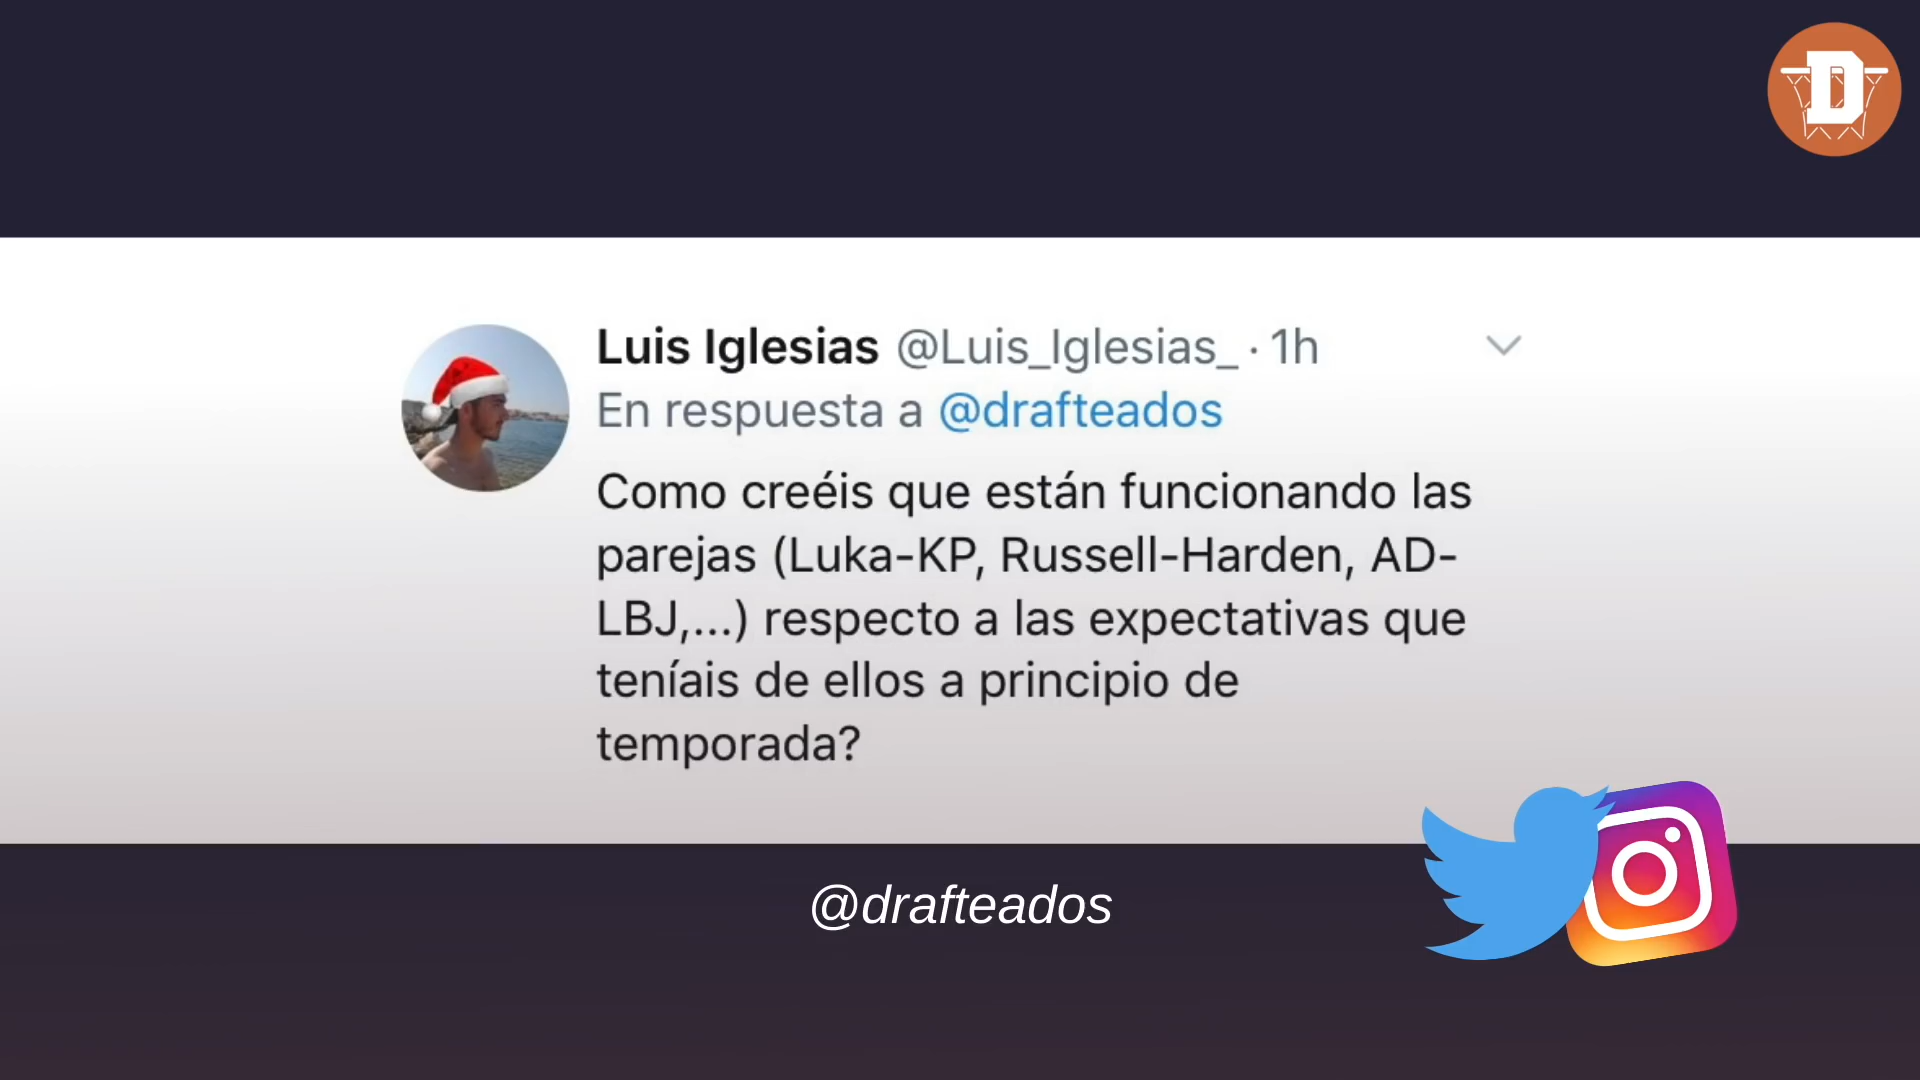 D
Luis Iglesias @Luis_Iglesias_ · 1h
En respuesta a @drafteados
Como creéis que están funcionando las
parejas (Luka-KP, Russell-Harden, AD-
LBJ,...) respecto a las expectativas que
teníais de ellos a principio de
temporada?
@drafteados